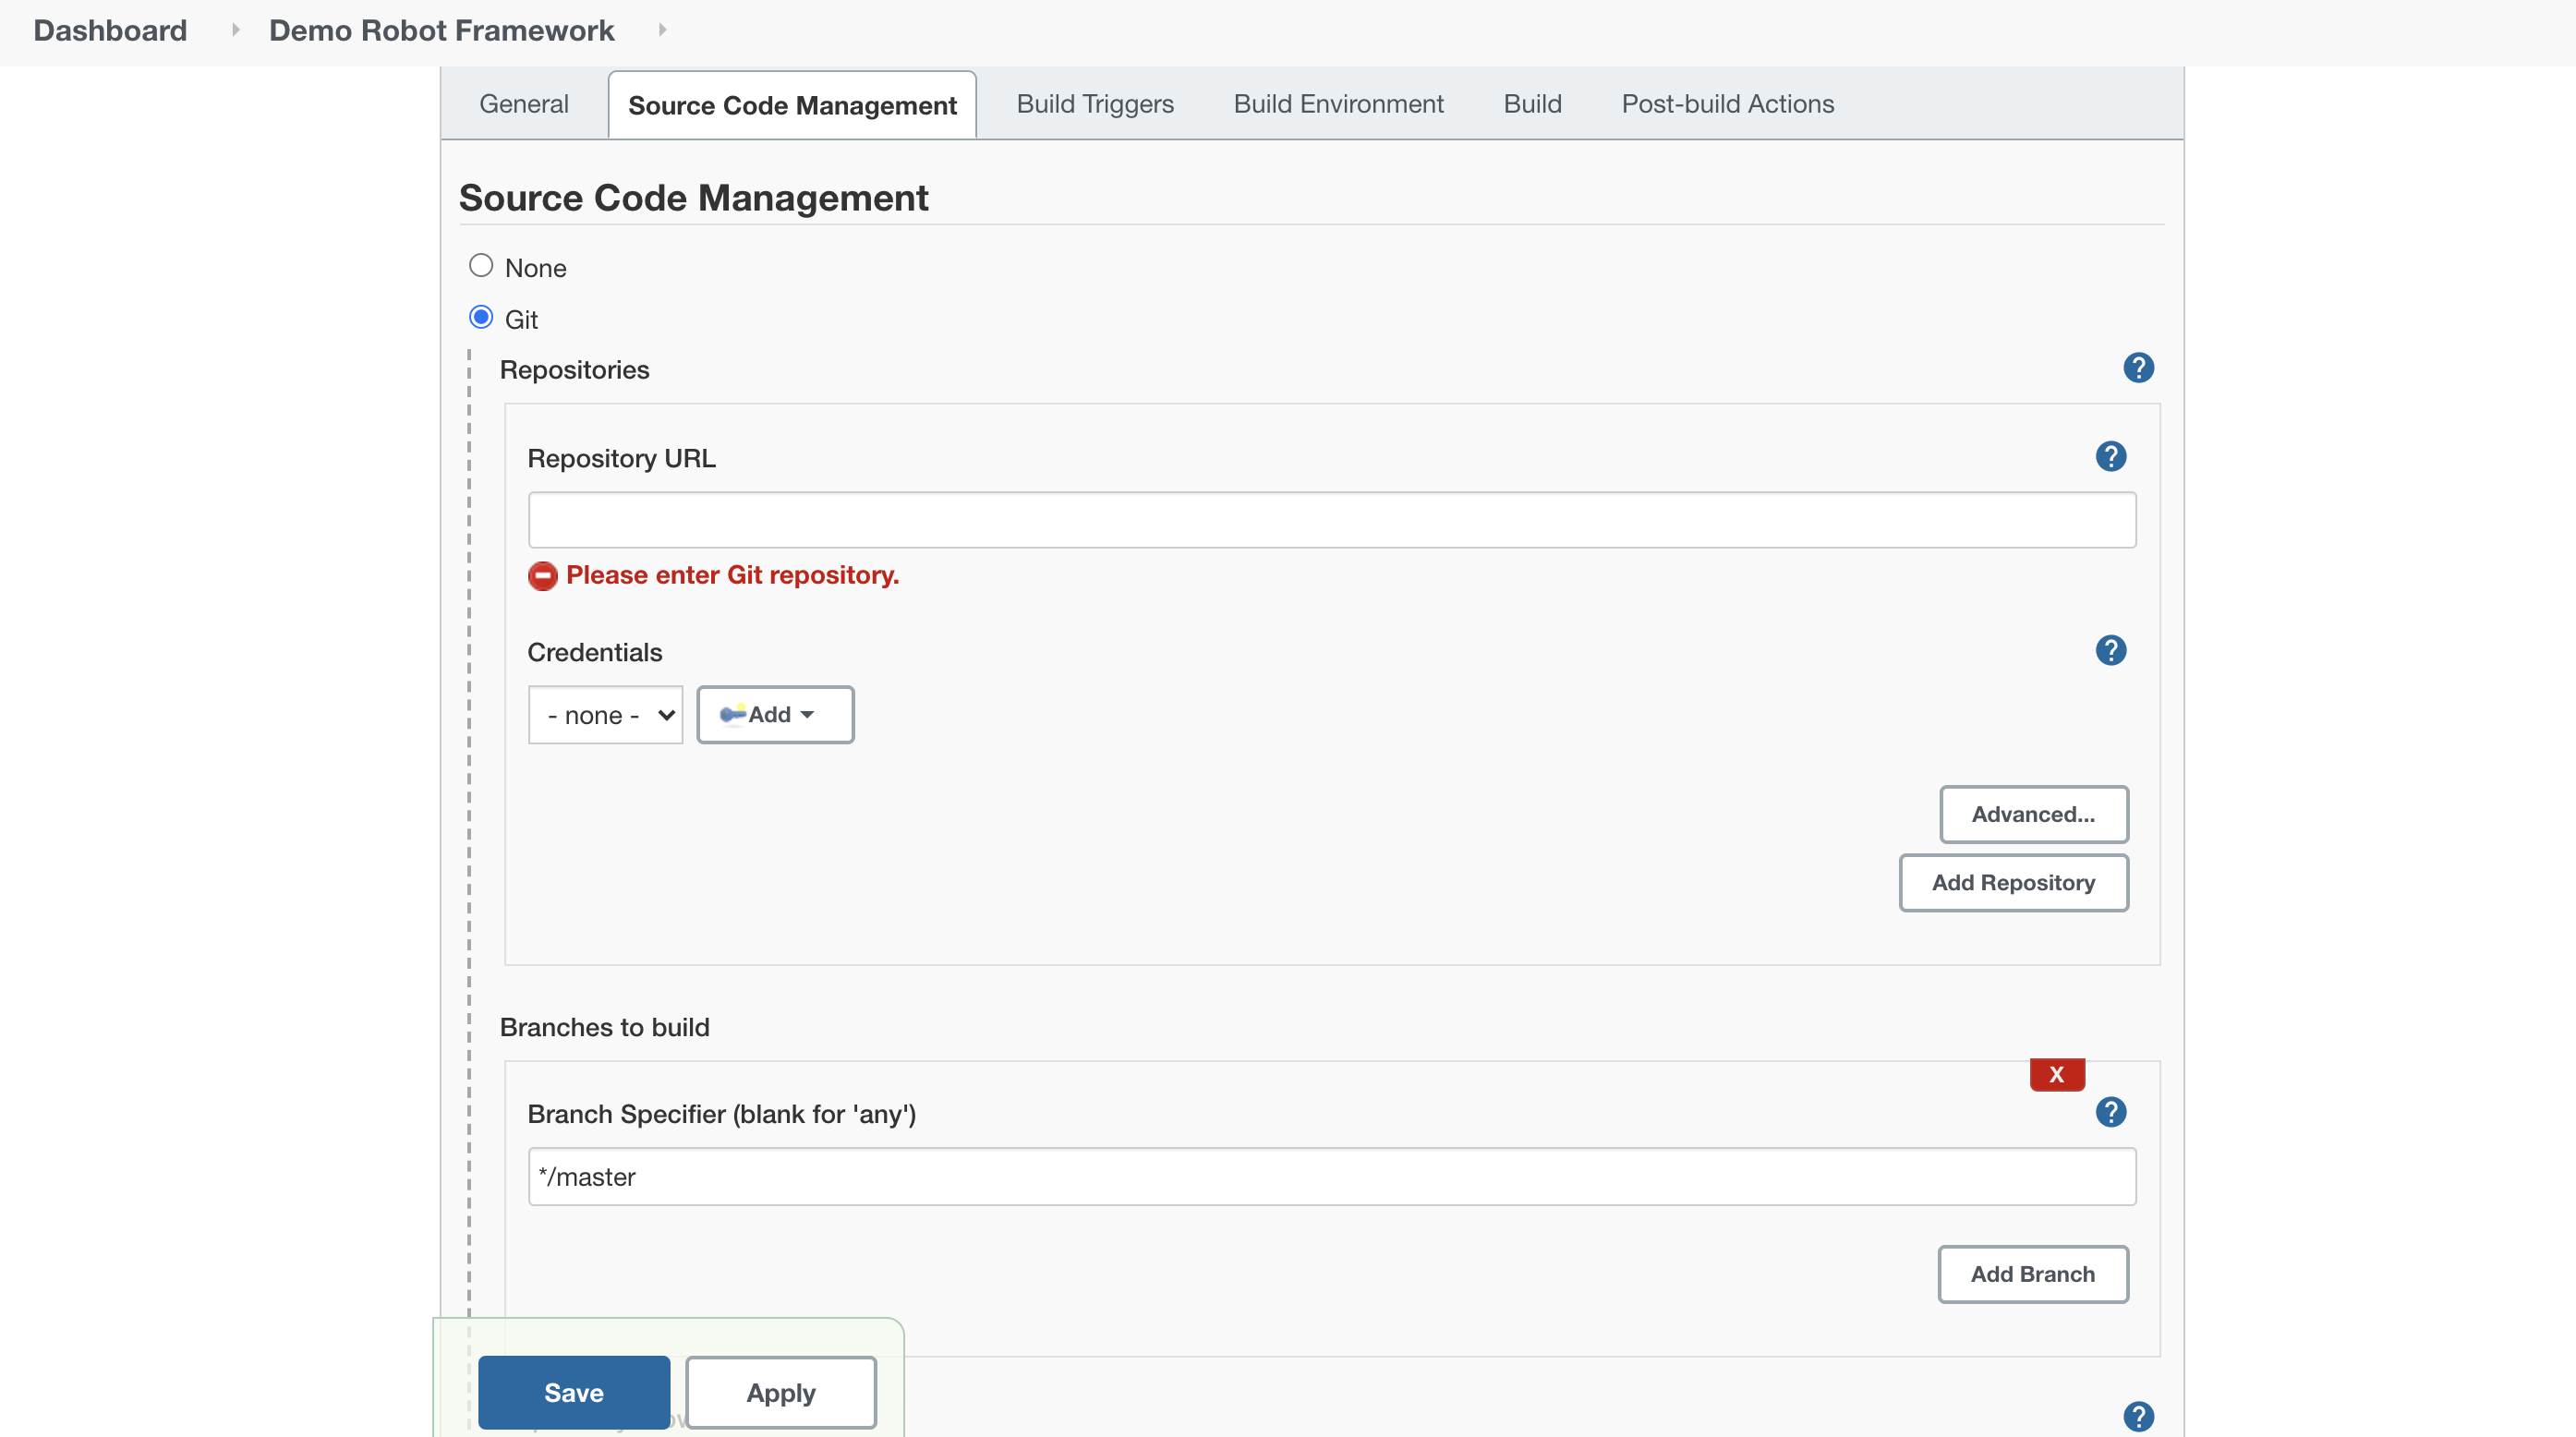 Dashboard
Demo Robot Framework
General
Source Code Management
Build Triggers
Build Environment
Build
Post-build Actions
Source Code Management
None
Git
Repositories
?
Repository URL
?
Please enter Git repository.
Credentials
?
- none -
Add
Advanced...
Add Repository
Branches to build
X
Branch Specifier (blank for 'any')
?
*/master
Add Branch
Save
Apply
?